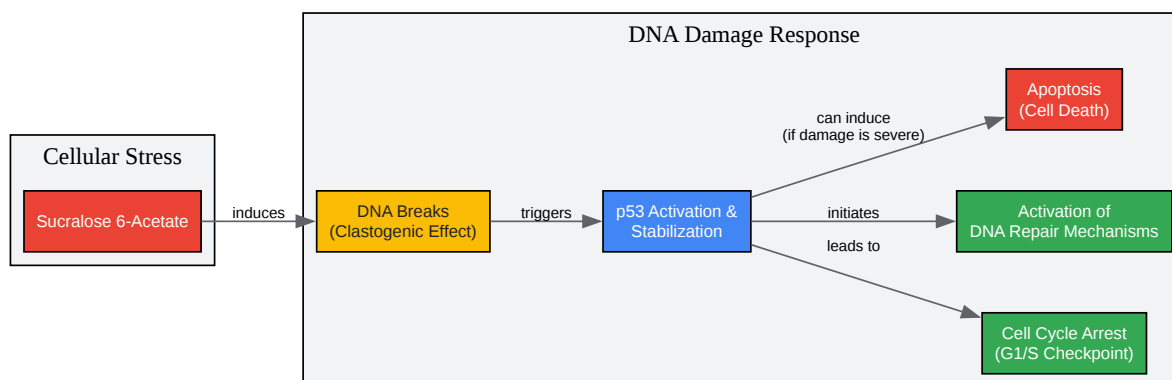 DNA Damage Response
Cellular Stress
Sucralose 6-Acetate
induces
DNA Breaks
(Clastogenic Effect)
triggers
p53 Activation &
Stabilization
can induce
(if damage is severe)
Apoptosis
(Cell Death)
initiates
Activation of
DNA Repair Mechanisms
leads to
Cell Cycle Arrest
(G1/S Checkpoint)